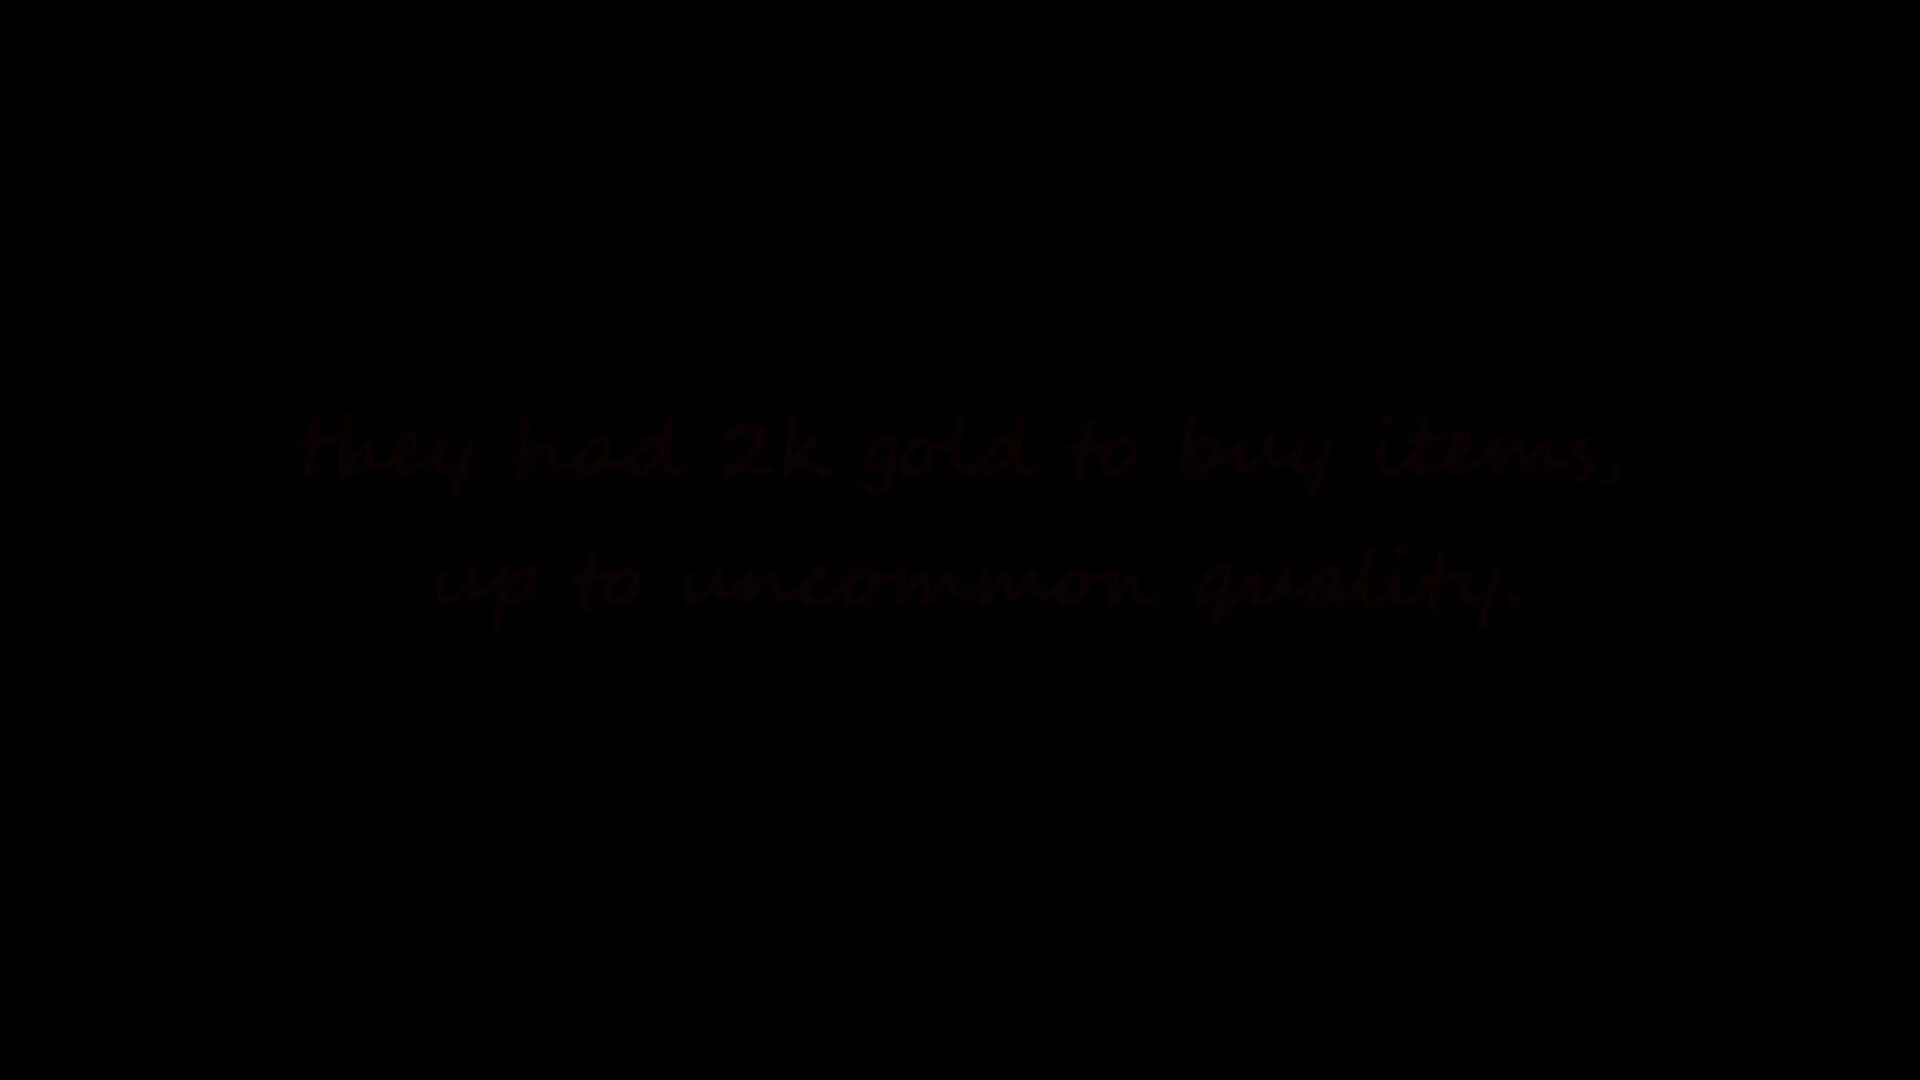 they had 2k gold to buy items,
up to uncommon quality.